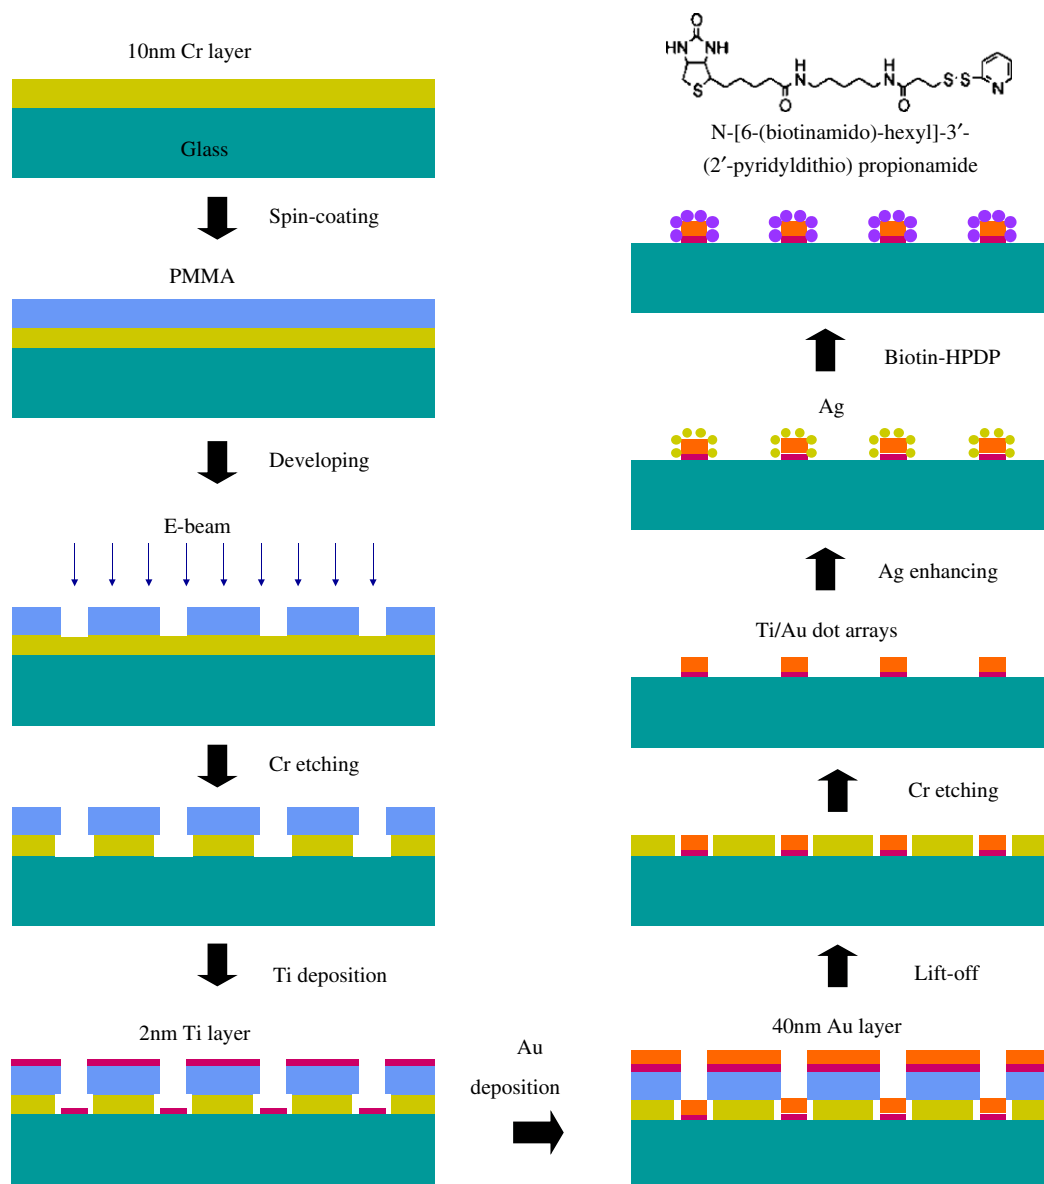 10nm Cr layer
Glass
Spin-coating
PMMA
Developing
E-beam
Cr etching
Ti deposition
2nm Ti layer
Au
deposition
40nm Au layer
Lift-off
Cr etching
Ti/Au dot arrays
Ag enhancing
Ag
Biotin-HPDP
N-[6-(biotinamido)-hexyl]-3′-
(2′-pyridyldithio) propionamide
O
HN NH
S
H
N
O
H
N
O
S S
N